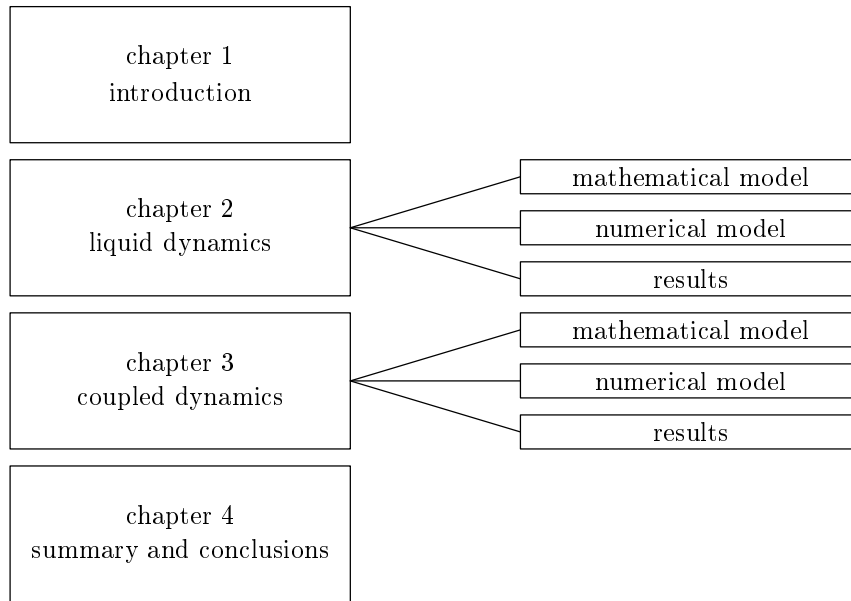 chapter 1
introduction
chapter 2
liquid dynamics
mathematical model
numerical model
results
chapter 3
coupled dynamics
mathematical model
numerical model
results
chapter 4
summary and conclusions